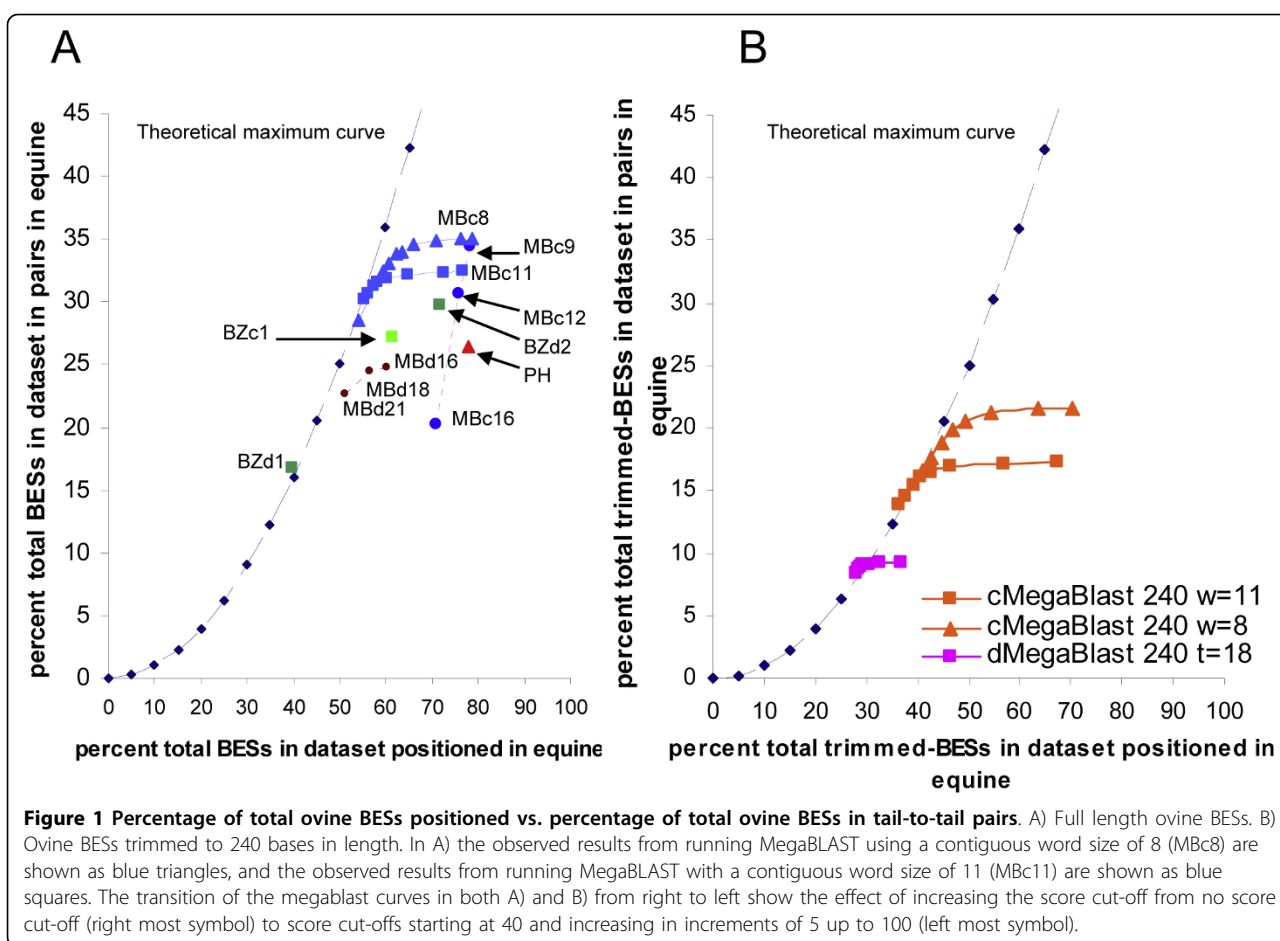 A
percent total BESs in dataset in pairs in equine
45
40
35
30
25
20
15
10
5
0
Theoretical maximum curve
MBc8
MBc9
MBc11
MBc12
BZd2
PH
BZc1
MBd16
MBd18
MBd21
MBc16
BZd1
0 10 20 30 40 50 60 70 80 90 100
percent total BESs in dataset positioned in equine
B
percent total trimmed-BESs in dataset in pairs in
equine
45
40
35
30
25
20
15
10
5
0
Theoretical maximum curve
cMegaBlast 240 w=11
cMegaBlast 240 w=8
dMegaBlast 240 t=18
0 10 20 30 40 50 60 70 80 90 100
percent total trimmed-BESs in dataset positioned in
equine
Figure 1 Percentage of total ovine BESs positioned vs. percentage of total ovine BESs in tail-to-tail pairs. A) Full length ovine BESs. B)
Ovine BESs trimmed to 240 bases in length. In A) the observed results from running MegaBLAST using a contiguous word size of 8 (MBc8) are
shown as blue triangles, and the observed results from running MegaBLAST with a contiguous word size of 11 (MBc11) are shown as blue
squares. The transition of the megablast curves in both A) and B) from right to left show the effect of increasing the score cut-off from no score
cut-off (right most symbol) to score cut-offs starting at 40 and increasing in increments of 5 up to 100 (left most symbol).